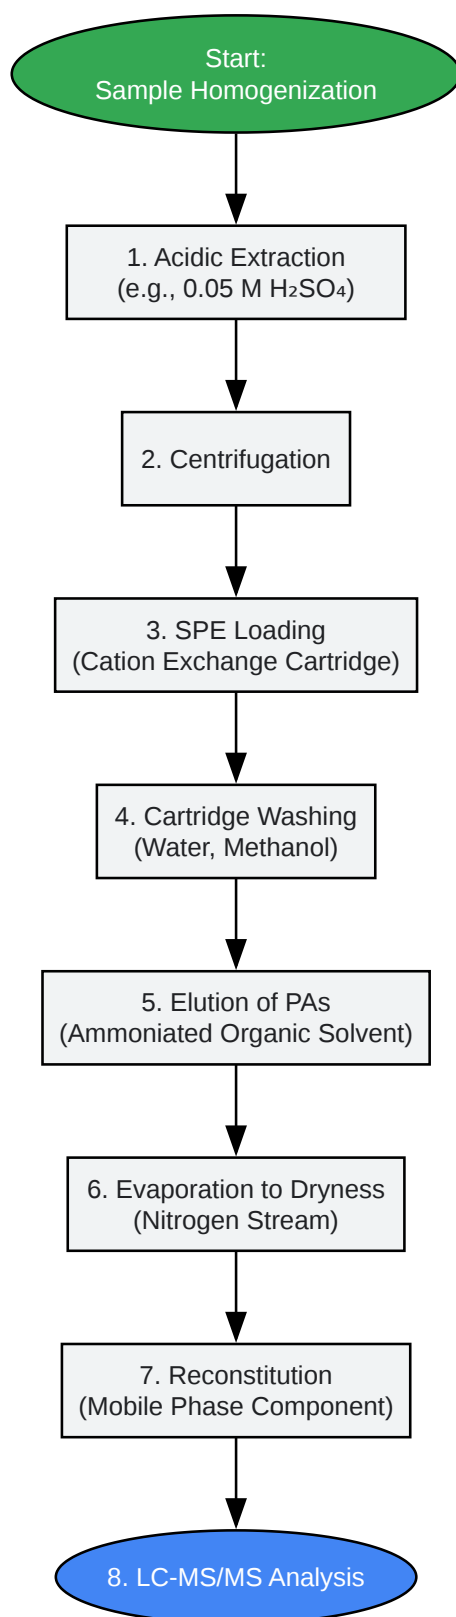 Start:
Sample Homogenization
1. Acidic Extraction
(e.g., 0.05 M H₂SO₄)
2. Centrifugation
3. SPE Loading
(Cation Exchange Cartridge)
4. Cartridge Washing
(Water, Methanol)
5. Elution of PAs
(Ammoniated Organic Solvent)
6. Evaporation to Dryness
(Nitrogen Stream)
7. Reconstitution
(Mobile Phase Component)
8. LC-MS/MS Analysis